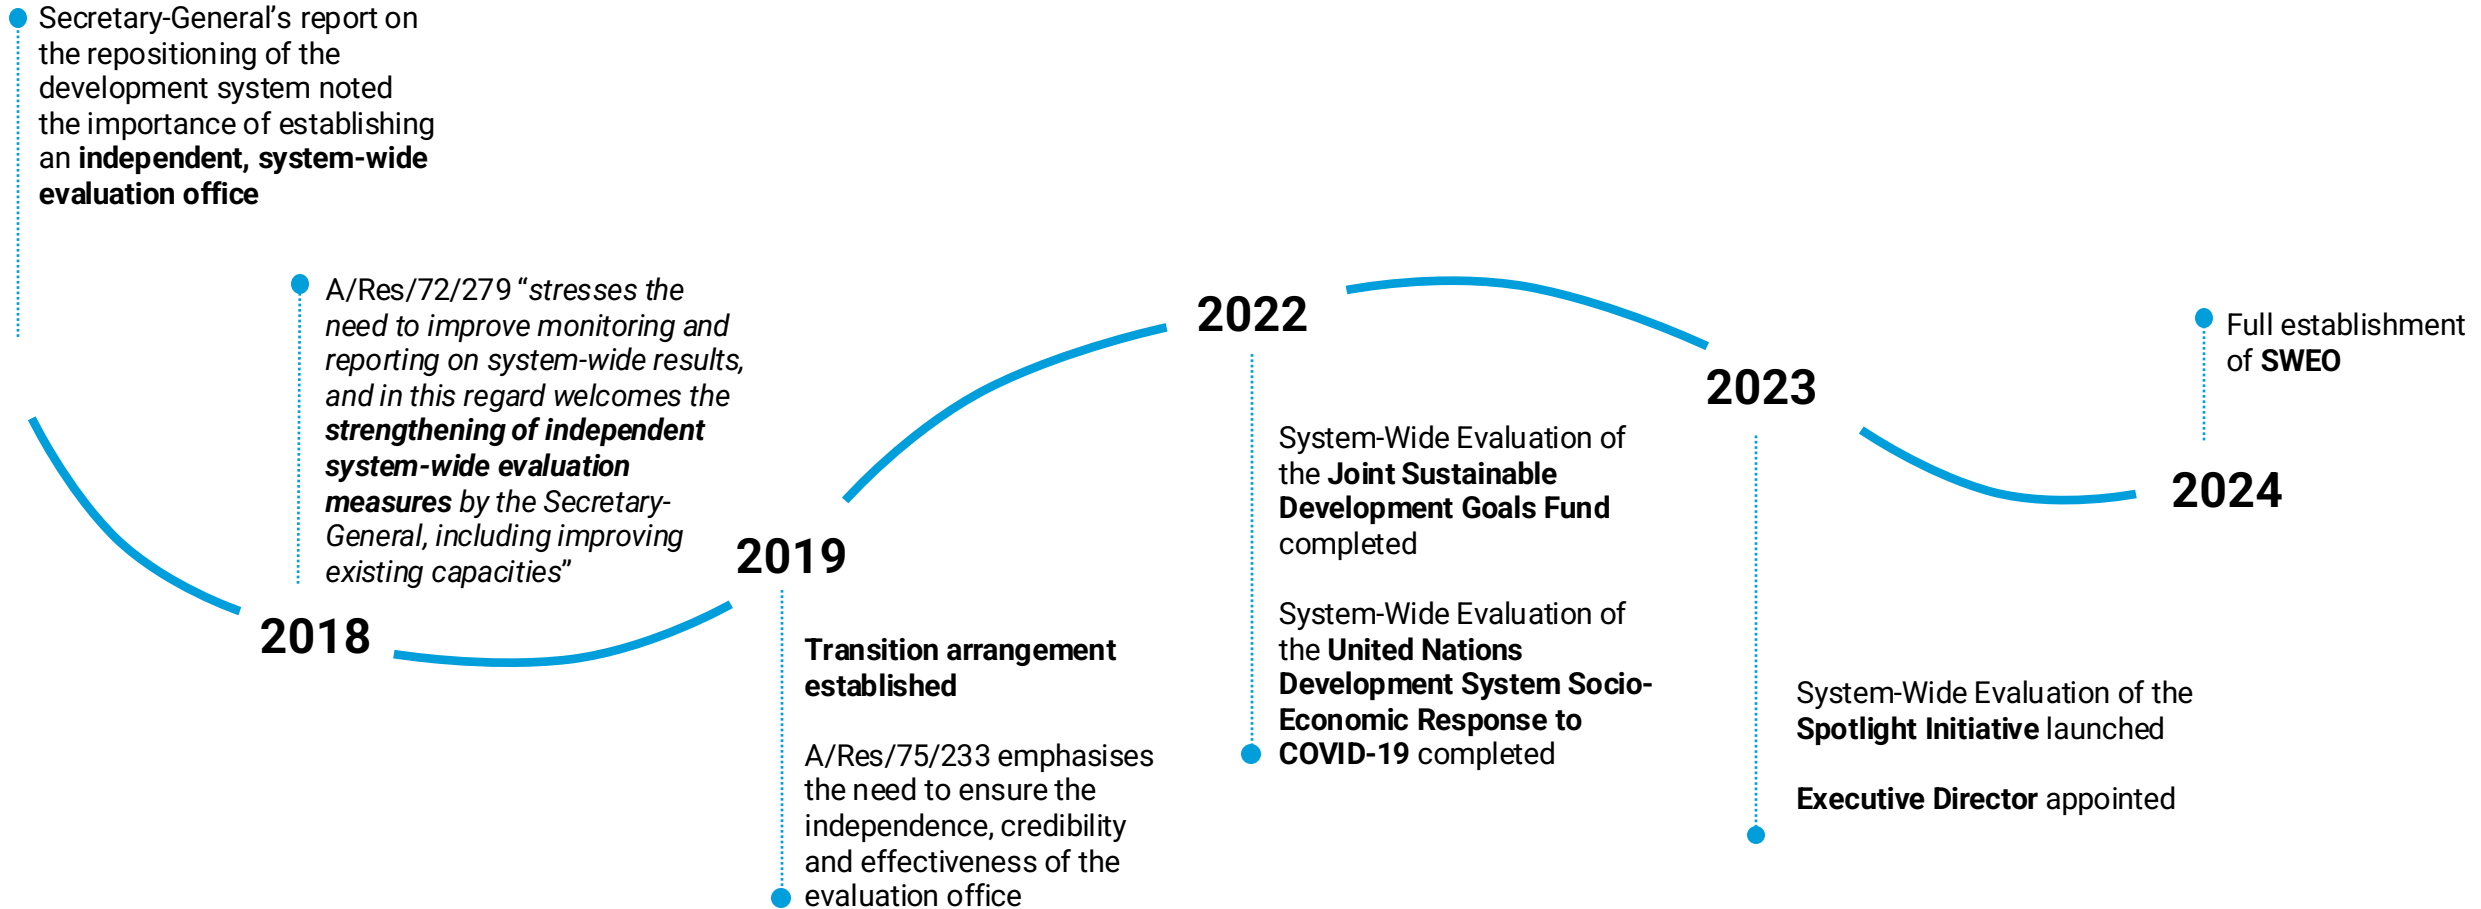 Secretary-General’s report on
the repositioning of the
development system noted
the importance of establishing
an independent, system-wide
evaluation office
A/Res/72/279 “stresses the
need to improve monitoring and
reporting on system-wide results,
and in this regard welcomes the
strengthening of independent
system-wide evaluation
measures by the Secretary-
General, including improving
existing capacities”
2018
2019
Transition arrangement
established
A/Res/75/233 emphasises
the need to ensure the
independence, credibility
and effectiveness of the
evaluation office
2022
System-Wide Evaluation of
the Joint Sustainable
Development Goals Fund
completed
System-Wide Evaluation of
the United Nations
Development System Socio-
Economic Response to
COVID-19 completed
2023
System-Wide Evaluation of the
Spotlight Initiative launched
Executive Director appointed
Full establishment
of SWEO
2024